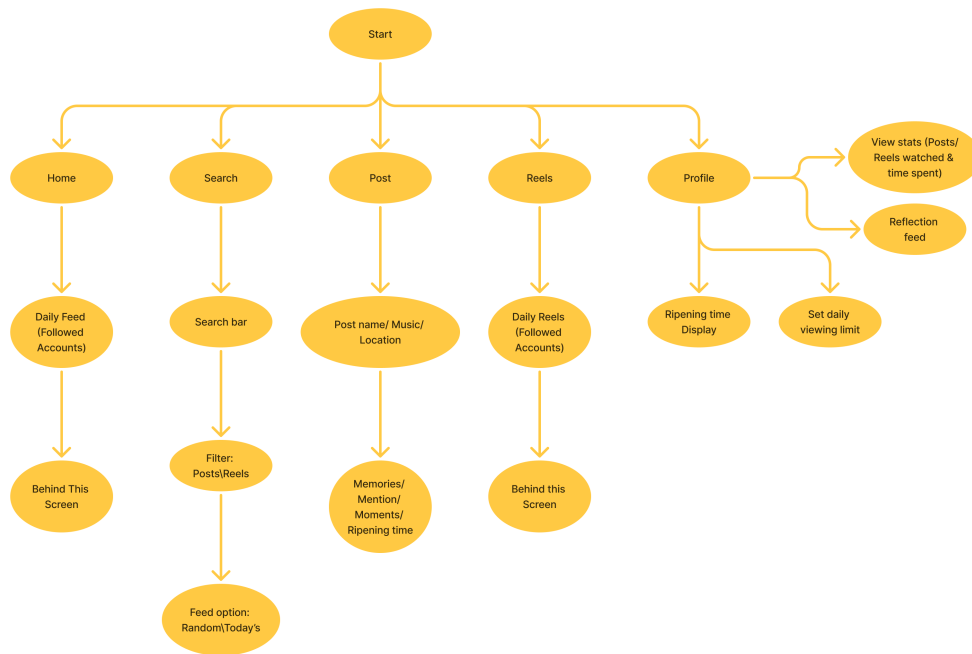 Start
Home
Search
Post
Reels
Profile
View stats (Posts/
Reels watched &
time spent)
Reflection
feed
Daily Feed
(Followed
Accounts)
Search bar
Post name/ Music/
Location
Daily Reels
(Followed
Accounts)
Ripening time
Display
Set daily
viewing limit
Behind This
Screen
Filter:
Posts\Reels
Memories/
Mention/
Moments/
Ripening time
Behind this
Screen
Feed option:
Random\Today's